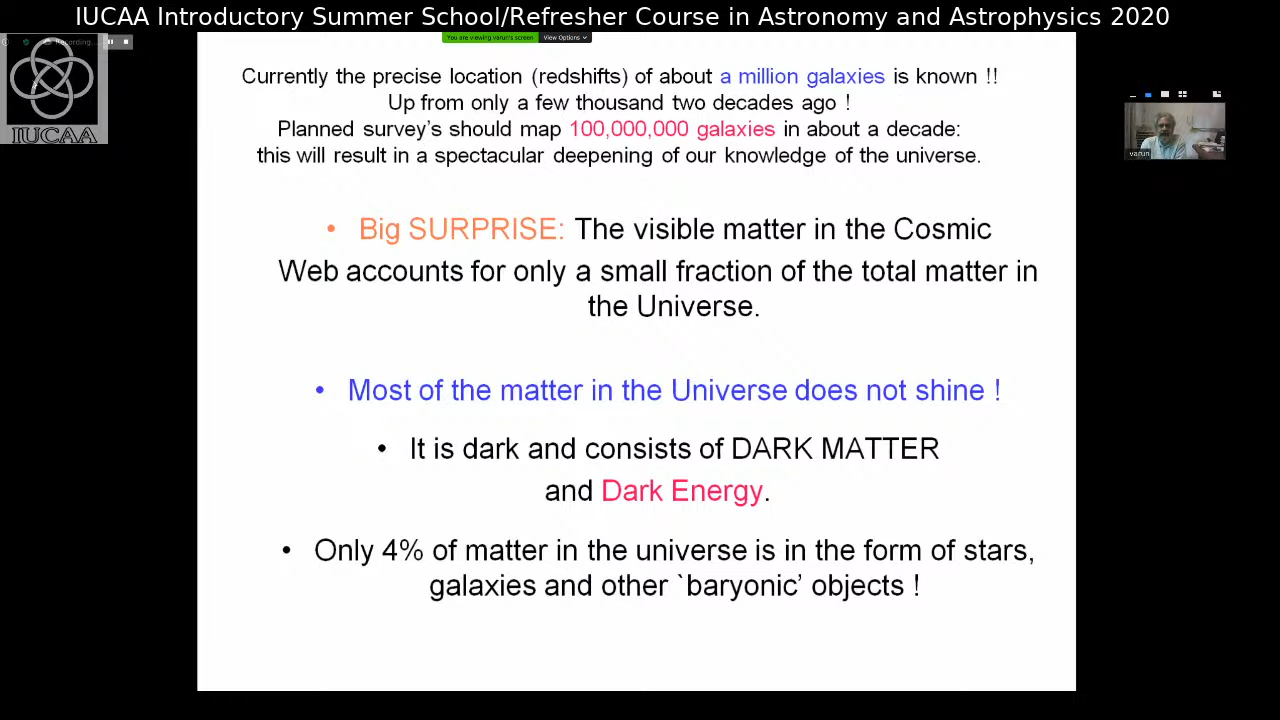 IUCAA Introductory Summer School/Refresher Course in Astronomy and Astrophysics 2020
Recording...
You are viewing varun's screen View Options
IUCAA
varun
Currently the precise location (redshifts) of about a million galaxies is known !!
Up from only a few thousand two decades ago !
Planned survey's should map 100,000,000 galaxies in about a decade:
this will result in a spectacular deepening of our knowledge of the universe.
• Big SURPRISE: The visible matter in the Cosmic
Web accounts for only a small fraction of the total matter in
the Universe.
• Most of the matter in the Universe does not shine !
• It is dark and consists of DARK MATTER
and Dark Energy.
• Only 4% of matter in the universe is in the form of stars,
galaxies and other `baryonic’ objects !